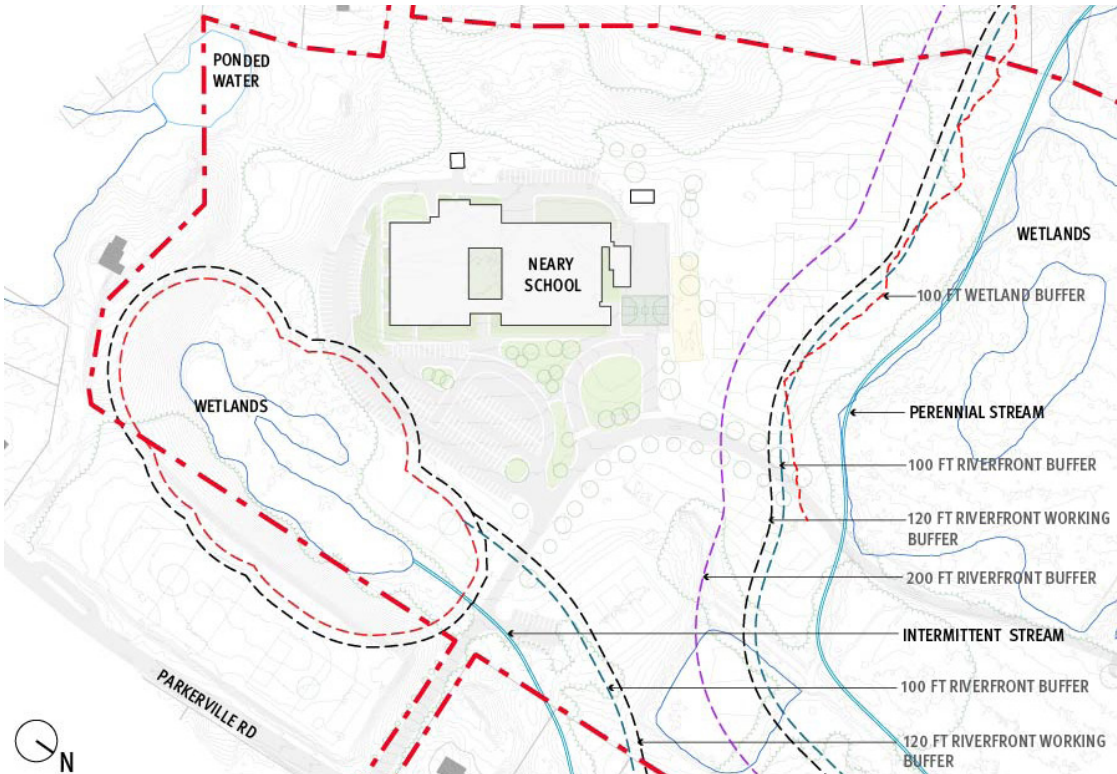 PONDED
WATER
NEARY
SCHOOL
WETLANDS
100 FT WETLAND BUFFER
WETLANDS
PERENNIAL STREAM
100 FT RIVERFRONT BUFFER
120 FT RIVERFRONT WORKING
BUFFER
200 FT RIVERFRONT BUFFER
INTERMITTENT STREAM
100 FT RIVERFRONT BUFFER
120 FT RIVERFRONT WORKING
BUFFER
PARKERVILLE RD
N